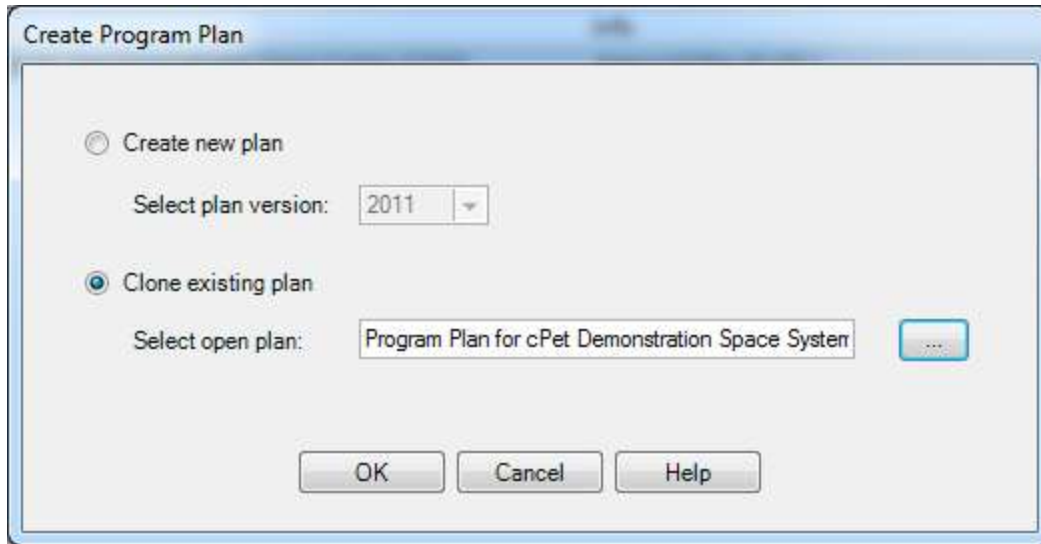 Create Program Plan
Create new plan
Select plan version: 2011
Clone existing plan
Select open plan: Program Plan for cPet Demonstration Space System ...
OK Cancel Help